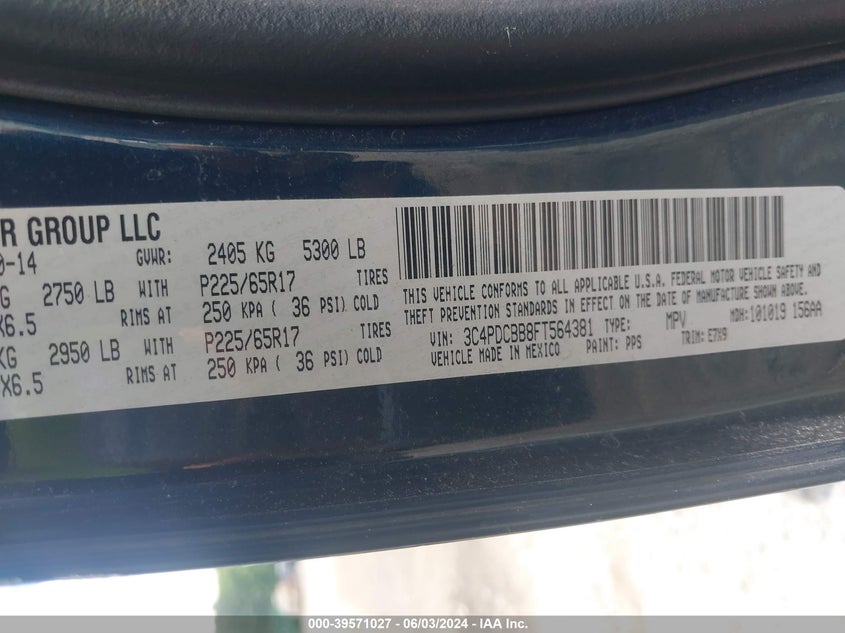 R GROUP LLC
0-14 GVWR: 2405 KG 5300 LB
G 2750 LB WITH P225/65R17 TIRES
X6.5 RIMS AT 250 KPA ( 36 PSI) COLD
KG 2950 LB WITH P225/65R17 TIRES
X6.5 RIMS AT 250 KPA ( 36 PSI) COLD
THIS VEHICLE CONFORMS TO ALL APPLICABLE U.S.A. FEDERAL MOTOR VEHICLE SAFETY AND
THEFT PREVENTION STANDARDS IN EFFECT ON THE DATE OF MANUFACTURE SHOWN ABOVE.
VIN: 3C4PDCBB8FT564381 TYPE: MPV MDH:101019 156AA
VEHICLE MADE IN MEXICO PAINT: PPS TRIM: E7X9
000-39571027 - 06/03/2024 - IAA Inc.